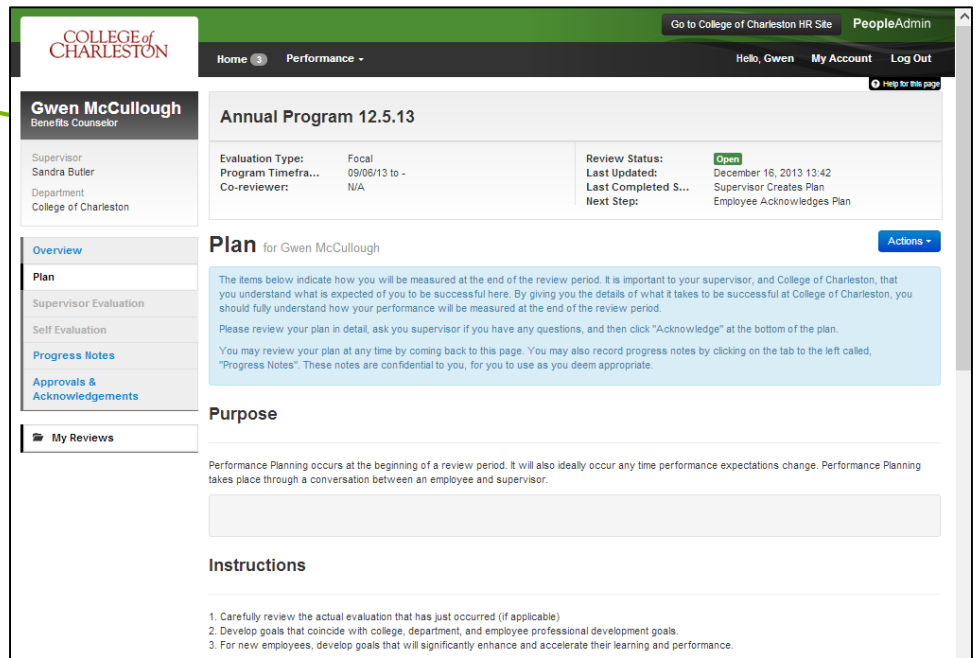 COLLEGE of
CHARLESTON
Go to College of Charleston HR Site
PeopleAdmin
Home 3
Performance
Hello, Gwen
My Account
Log Out
? Help for this page
Gwen McCullough
Benefits Counselor
Supervisor
Sandra Butler
Department
College of Charleston
Overview
Plan
Supervisor Evaluation
Self Evaluation
Progress Notes
Approvals &
Acknowledgements
My Reviews
Annual Program 12.5.13
Evaluation Type: Focal
Program Timefra... 09/06/13 to -
Co-reviewer: N/A
Review Status: Open
Last Updated: December 16, 2013 13:42
Last Completed S... Supervisor Creates Plan
Next Step: Employee Acknowledges Plan
Plan for Gwen McCullough
Actions
The items below indicate how you will be measured at the end of the review period. It is important to your supervisor, and College of Charleston, that
you understand what is expected of you to be successful here. By giving you the details of what it takes to be successful at College of Charleston, you
should fully understand how your performance will be measured at the end of the review period.
Please review your plan in detail, ask you supervisor if you have any questions, and then click "Acknowledge" at the bottom of the plan.
You may review your plan at any time by coming back to this page. You may also record progress notes by clicking on the tab to the left called,
"Progress Notes". These notes are confidential to you, for you to use as you deem appropriate.
Purpose
Performance Planning occurs at the beginning of a review period. It will also ideally occur any time performance expectations change. Performance Planning
takes place through a conversation between an employee and supervisor.
Instructions
1. Carefully review the actual evaluation that has just occurred (if applicable)
2. Develop goals that coincide with college, department, and employee professional development goals.
3. For new employees, develop goals that will significantly enhance and accelerate their learning and performance.